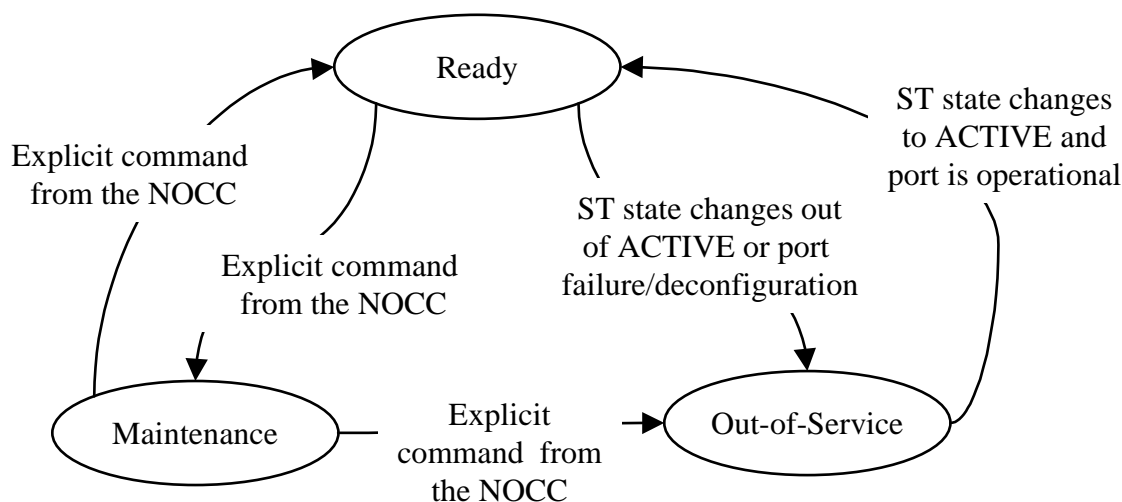 Ready
ST state changes
to ACTIVE and
port is operational
Explicit command
from the NOCC
ST state changes out
of ACTIVE or port
failure/deconfiguration
Explicit command
from the NOCC
Maintenance
Explicit
command from
the NOCC
Out-of-Service